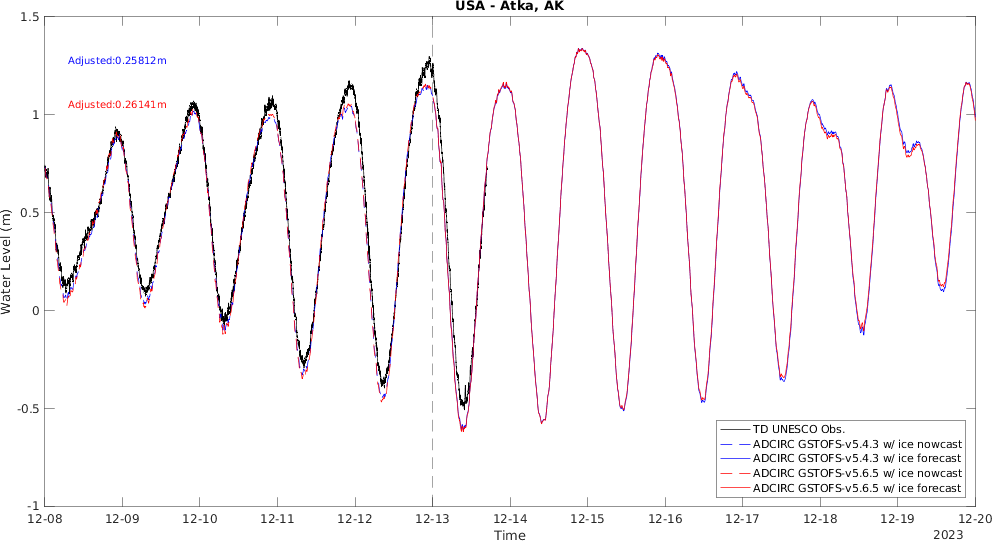 USA - Atka, AK
1.5
1
0.5
0
-0.5
-1
Water Level (m)
Adjusted:0.25812m
Adjusted:0.26141m
TD UNESCO Obs.
ADCIRC GSTOFS-v5.4.3 w/ ice nowcast
ADCIRC GSTOFS-v5.4.3 w/ ice forecast
ADCIRC GSTOFS-v5.6.5 w/ ice nowcast
ADCIRC GSTOFS-v5.6.5 w/ ice forecast
12-08 12-09 12-10 12-11 12-12 12-13 12-14 12-15 12-16 12-17 12-18 12-19 12-20
Time
2023